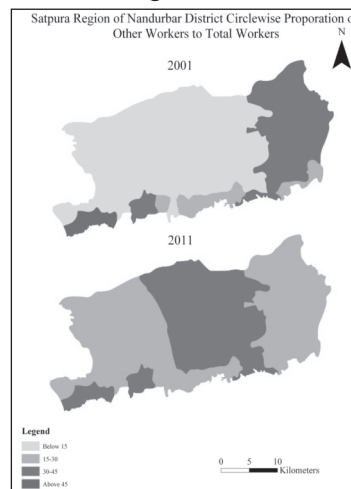 Satpura Region of Nandurbar District Circlewise Proporation o
Other Workers to Total Workers
N
2001
2011
Legend
Below 15
15-30
30-45
Above 45
0 5 10
Kilometers